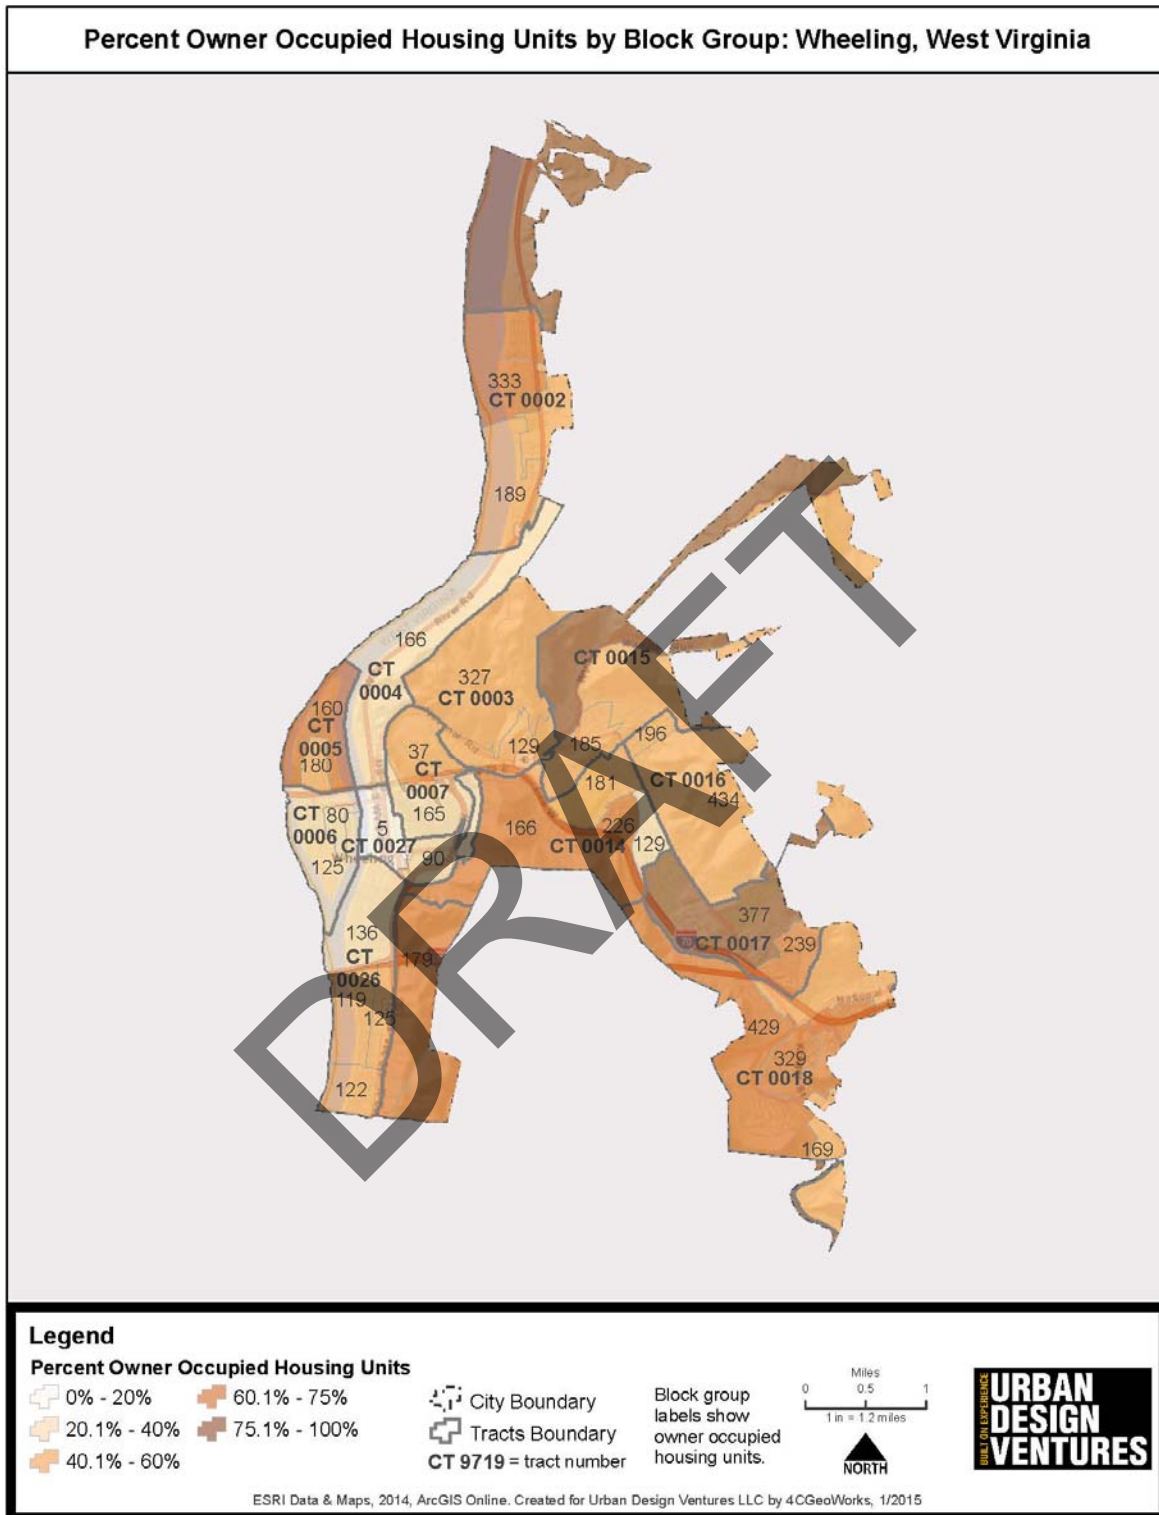 Percent Owner Occupied Housing Units by Block Group: Wheeling, West Virginia
333
CT 0002
189
River Rd
166
CT 0015
CT
0004
327
CT 0003
160
CT
0005
180
37
CT
0007
129
185
196
181
CT 0016
434
165
CT
0006
80
5
CT 0027
Wheeling
166
226
CT 0014
129
90
125
377
CT 0017
239
136
CT
0026
179
119
125
429
329
CT 0018
122
169
DRAFT
Legend
Percent Owner Occupied Housing Units
0% - 20%
20.1% - 40%
40.1% - 60%
60.1% - 75%
75.1% - 100%
City Boundary
Tracts Boundary
CT 9719 = tract number
Block group
labels show
owner occupied
housing units.
Miles
0 0.5 1
1 in = 1.2 miles
NORTH
BUILT ON EXPERIENCE
URBAN
DESIGN
VENTURES
ESRI Data & Maps, 2014, ArcGIS Online. Created for Urban Design Ventures LLC by 4CGeoWorks, 1/2015